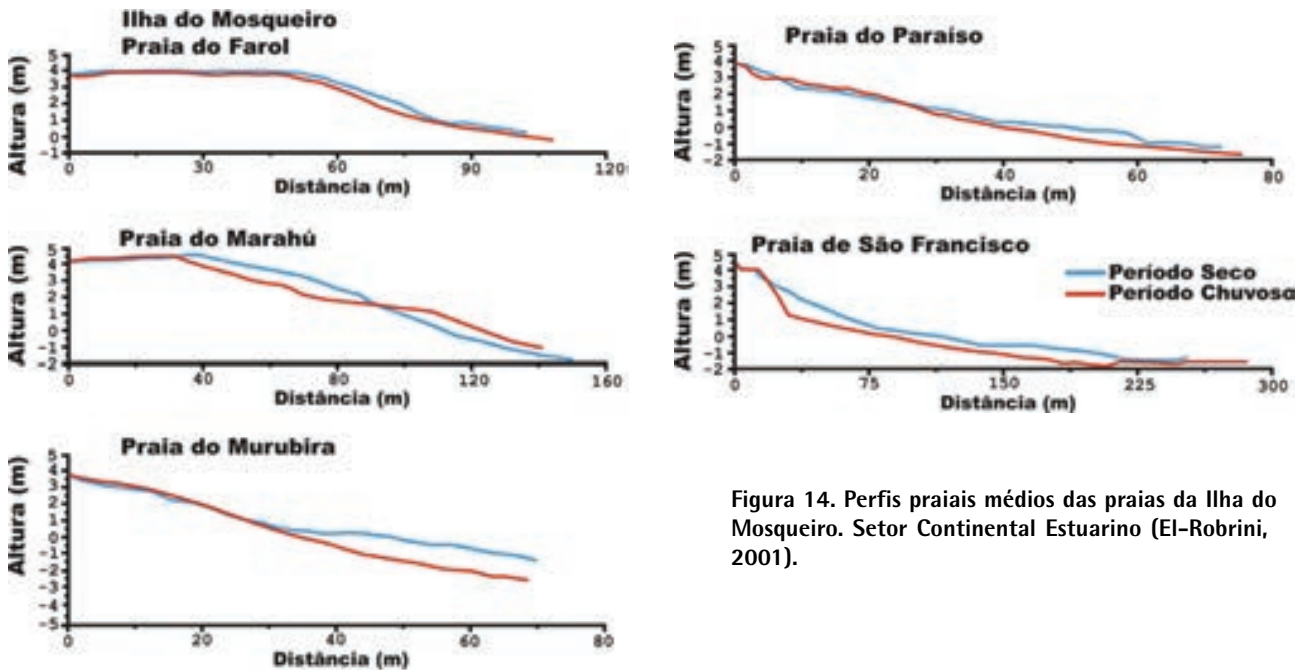 Ilha do Mosqueiro
Praia do Farol
Altura (m)
5
4
3
2
1
0
-1
0 30 60 90 120
Distância (m)
Praia do Marahú
Altura (m)
5
4
3
2
1
0
-1
-2
0 40 80 120 160
Distância (m)
Praia do Murubira
Altura (m)
5
4
3
2
1
0
-1
-2
-3
-4
-5
0 20 40 60 80
Distância (m)
Praia do Paraíso
Altura (m)
5
4
3
2
1
0
-1
-2
0 20 40 60 80
Distância (m)
Praia de São Francisco
Período Seco
Período Chuvoso
Altura (m)
5
4
3
2
1
0
-1
-2
0 75 150 225 300
Distância (m)
Figura 14. Perfis praiais médios das praias da Ilha do
Mosqueiro. Setor Continental Estuarino (El-Robrini,
2001).